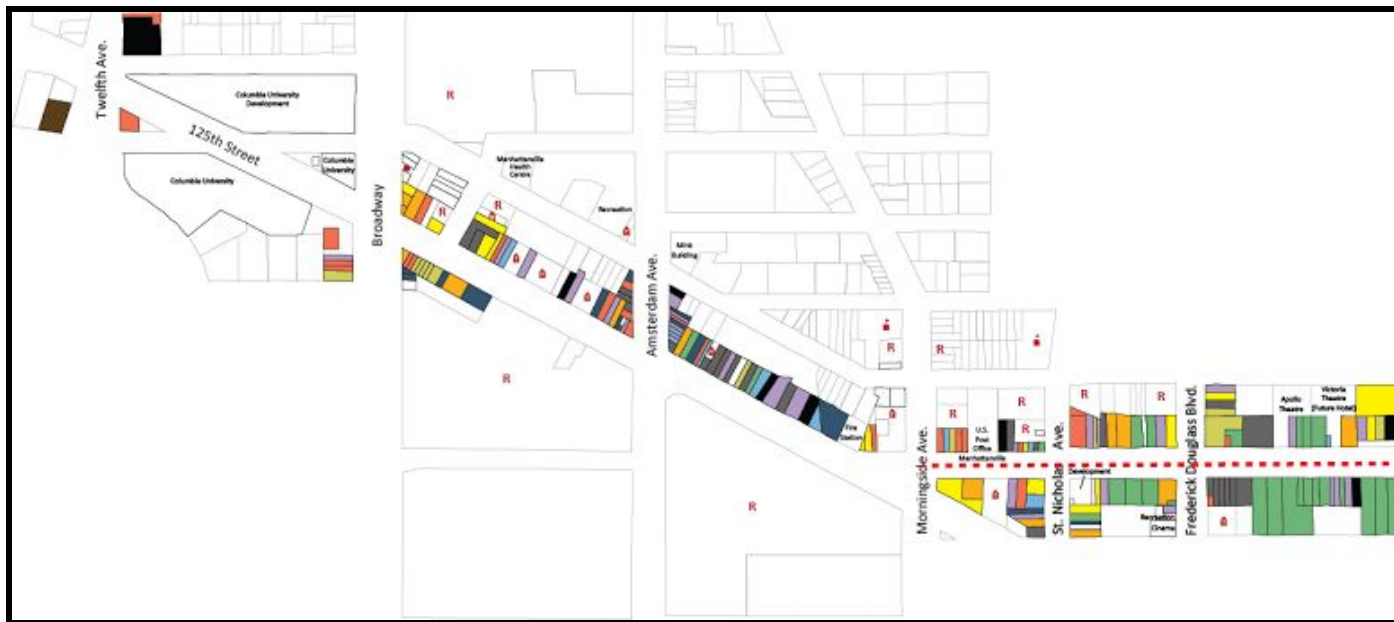 Twelfth Ave.
Columbia University
Development
R
125th Street
Columbia
University
Columbia University
Broadway
Manhattanville
Health
Centre
Recreation
R
R
Mink
Building
Amsterdam Ave.
R
R
R
Fire
Station
R
Morningside Ave.
R
U.S.
Post
Office
R
R
Manhattanville
St. Nicholas Ave.
R
R
Development
Recreation
Cinema
Frederick Douglass Blvd.
Apollo
Theatre
Victoria
Theatre
(Future Hotel)